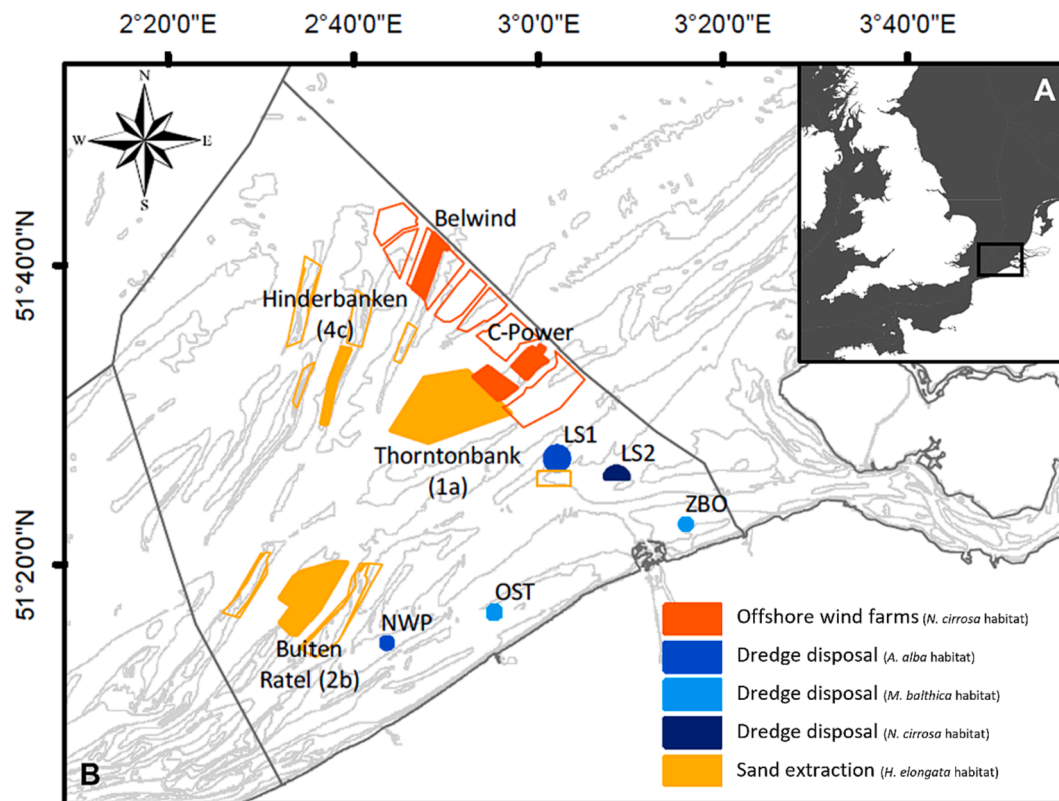 2°20'0"E 2°40'0"E 3°0'0"E 3°20'0"E 3°40'0"E
A
N
W E
S
51°40'0"N
51°20'0"N
Belwind
Hinderbanken
(4c)
C-Power
Thorntonbank
(1a)
LS1
LS2
ZBO
OST
NWP
Buiten
Ratel (2b)
Offshore wind farms (N. cirrosa habitat)
Dredge disposal (A. alba habitat)
Dredge disposal (M. balthica habitat)
Dredge disposal (N. cirrosa habitat)
Sand extraction (H. elongata habitat)
B